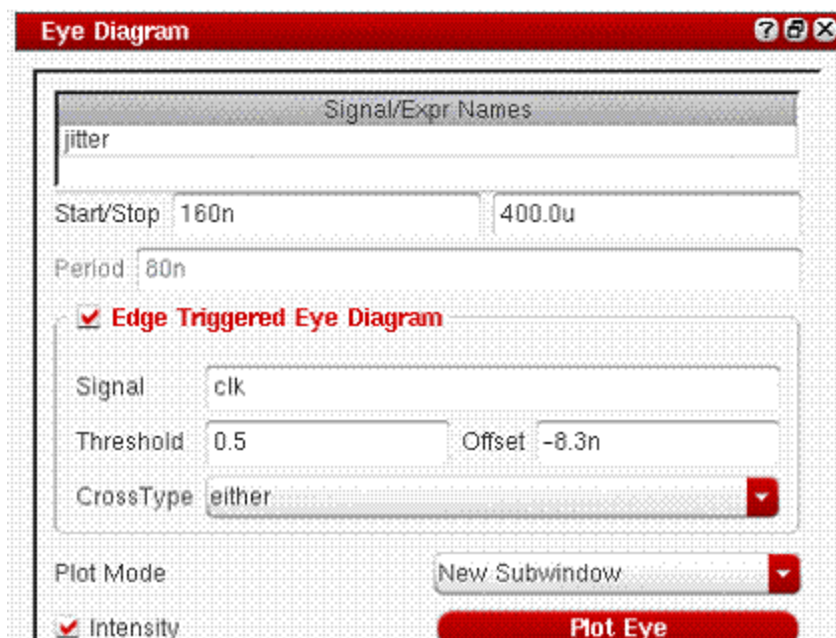 Eye Diagram
Signal/Expr Names
jitter
Start/Stop 160n 400.0u
Period 80n
Edge Triggered Eye Diagram
Signal clk
Threshold 0.5 Offset -8.3n
CrossType either
Plot Mode New Subwindow
Intensity Plot Eye